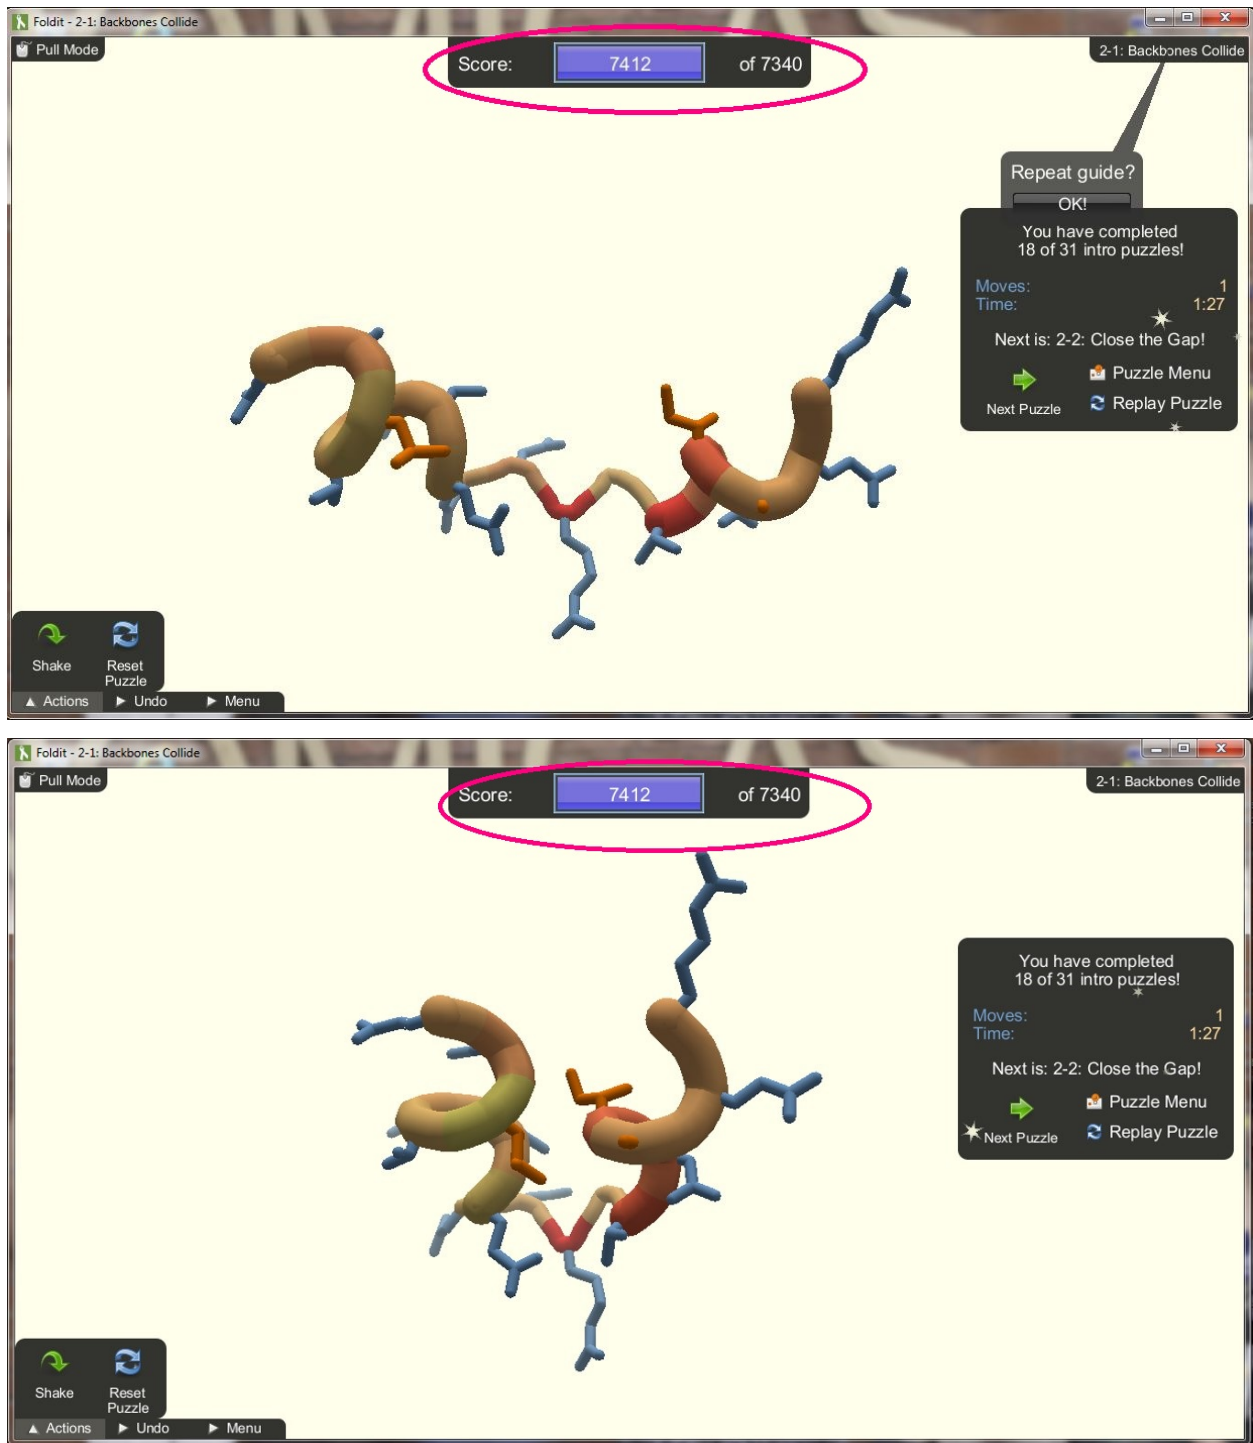 Foldit - 2-1: Backbones Collide
Pull Mode
Score: 7412 of 7340
2-1: Backbones Collide
Repeat guide?
OK!
You have completed
18 of 31 intro puzzles!
Moves: 1
Time: 1:27
Next is: 2-2: Close the Gap!
Next Puzzle
Puzzle Menu
Replay Puzzle
Shake
Reset
Puzzle
Actions
Undo
Menu
Foldit - 2-1: Backbones Collide
Pull Mode
Score: 7412 of 7340
2-1: Backbones Collide
You have completed
18 of 31 intro puzzles!
Moves: 1
Time: 1:27
Next is: 2-2: Close the Gap!
Next Puzzle
Puzzle Menu
Replay Puzzle
Shake
Reset
Puzzle
Actions
Undo
Menu